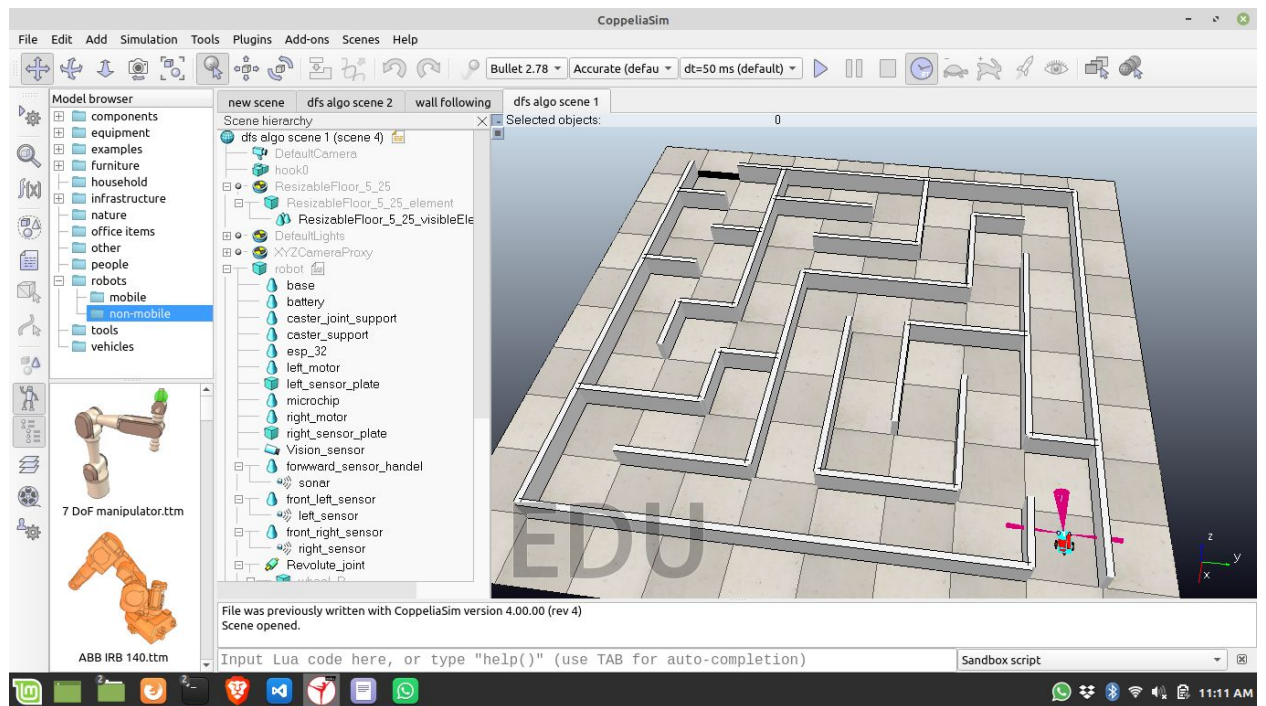 CoppeliaSim
File Edit Add Simulation Tools Plugins Add-ons Scenes Help
Bullet 2.78 Accurate (defau dt=50 ms (default)
Model browser
components
equipment
examples
furniture
household
infrastructure
nature
office items
other
people
robots
mobile
non-mobile
tools
vehicles
7 DoF manipulator.ttm
ABB IRB 140.ttm
new scene dfs algo scene 2 wall following dfs algo scene 1
Scene hierarchy
dfs algo scene 1 (scene 4)
DefaultCamera
hook0
ResizableFloor_5_25
ResizableFloor_5_25_element
ResizableFloor_5_25_visibleEle
DefaultLights
XYZCameraProxy
robot
base
battery
caster_joint_support
caster_support
esp_32
left_motor
left_sensor_plate
microchip
right_motor
right_sensor_plate
Vision_sensor
forwward_sensor_handel
sonar
front_left_sensor
left_sensor
front_right_sensor
right_sensor
Revolute_joint
wheel_R
Selected objects: 0
EDU
z
y
x
File was previously written with CoppeliaSim version 4.00.00 (rev 4)
Scene opened.
Input Lua code here, or type "help()" (use TAB for auto-completion)
Sandbox script
2
2
11:11 AM